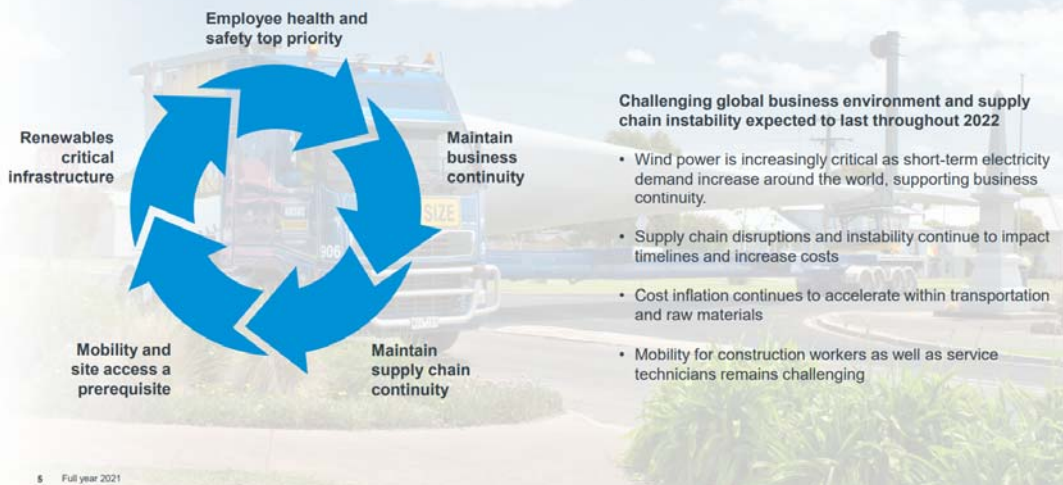 Employee health and
safety top priority
Renewables
critical
infrastructure
Maintain
business
continuity
Mobility and
site access a
prerequisite
Maintain
supply chain
continuity
SIZE
906
Challenging global business environment and supply
chain instability expected to last throughout 2022
• Wind power is increasingly critical as short-term electricity
demand increase around the world, supporting business
continuity.
• Supply chain disruptions and instability continue to impact
timelines and increase costs
• Cost inflation continues to accelerate within transportation
and raw materials
• Mobility for construction workers as well as service
technicians remains challenging
5 Full year 2021